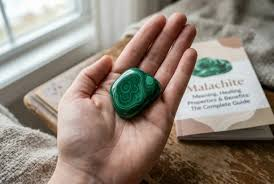 Malachite
Meaning, Healing
Properties & Benefits:
The Complete Guide